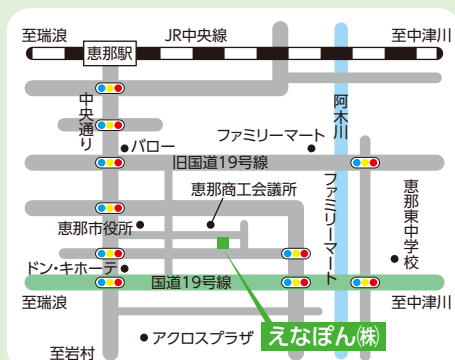 至瑞浪
JR中央線
至中津川
恵那駅
中央通り
阿木川
バロー
ファミリーマート
旧国道19号線
恵那商工会議所
ファミリーマート
恵那東中学校
恵那市役所
ドン・キホーテ
国道19号線
至瑞浪
至中津川
アクロスプラザ
えなぽん㈱
至岩村